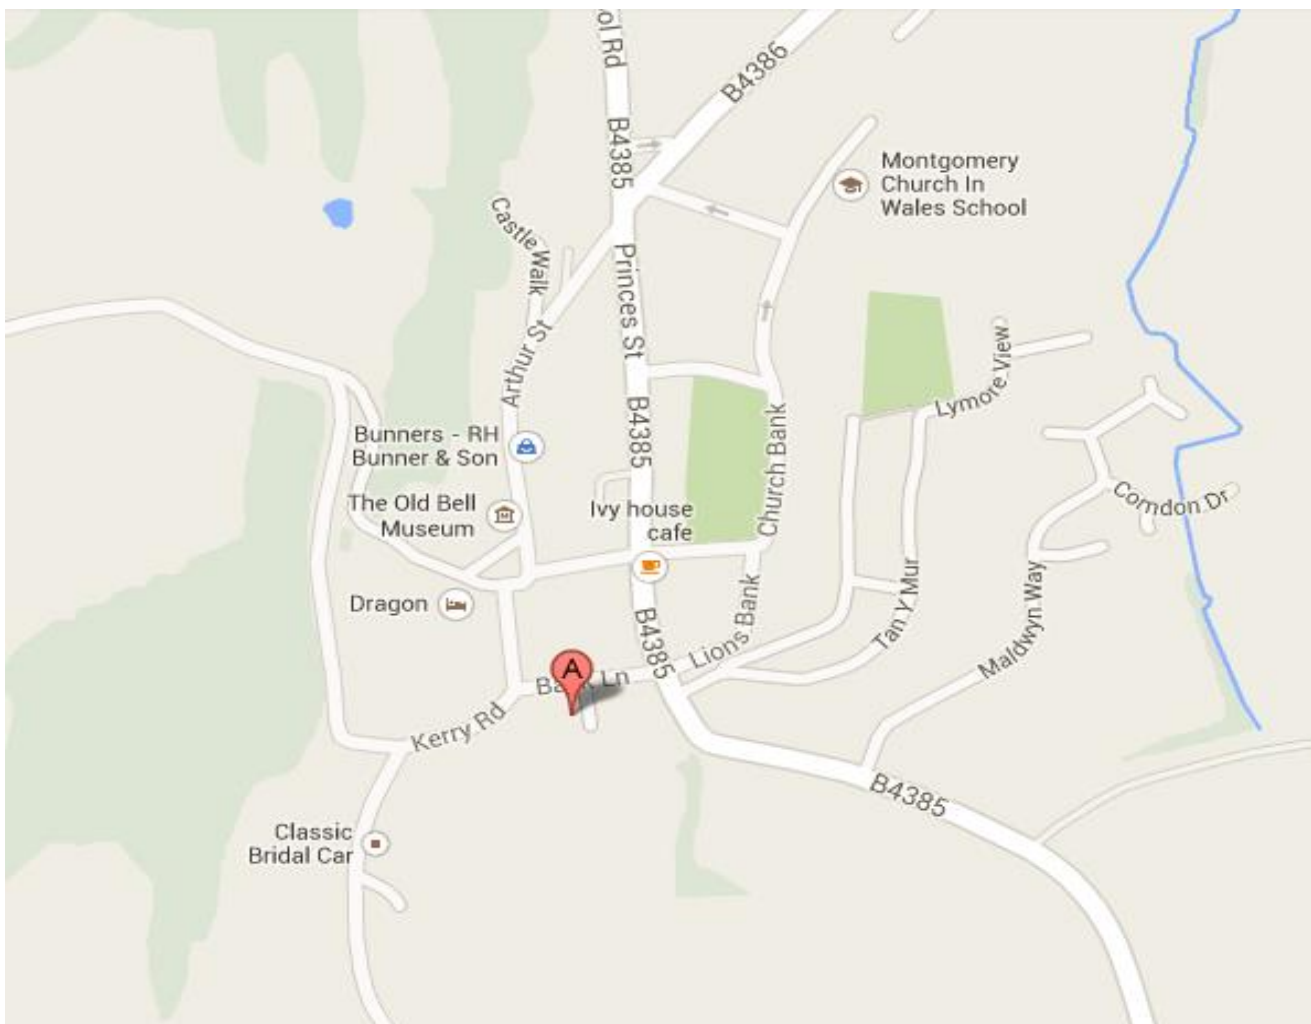 ol Rd
B4386
B4385
Montgomery
Church In
Wales School
Castle Walk
Princes St
Arthur St
Lymore View
B4385
Bunners - RH
Bunner & Son
Church Bank
The Old Bell
Museum
Ivy house
cafe
Corndon Dr
Dragon
B4385
Lions Bank
Tan Y Mur
Maldwyn Way
A
Bank Ln
Kerry Rd
B4385
Classic
Bridal Car